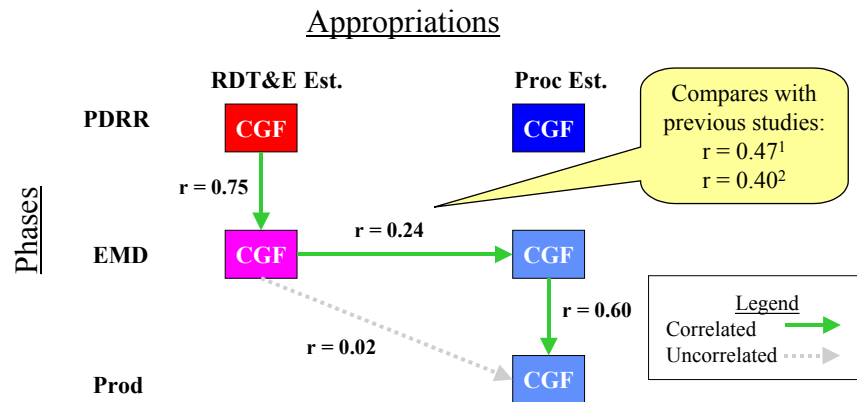 Appropriations
RDT&E Est.
Proc Est.
PDRR
CGF
CGF
Compares with
previous studies:
r = 0.47¹
r = 0.40²
r = 0.75
Phases
EMD
CGF
r = 0.24
CGF
r = 0.60
r = 0.02
Prod
CGF
Legend
Correlated
Uncorrelated